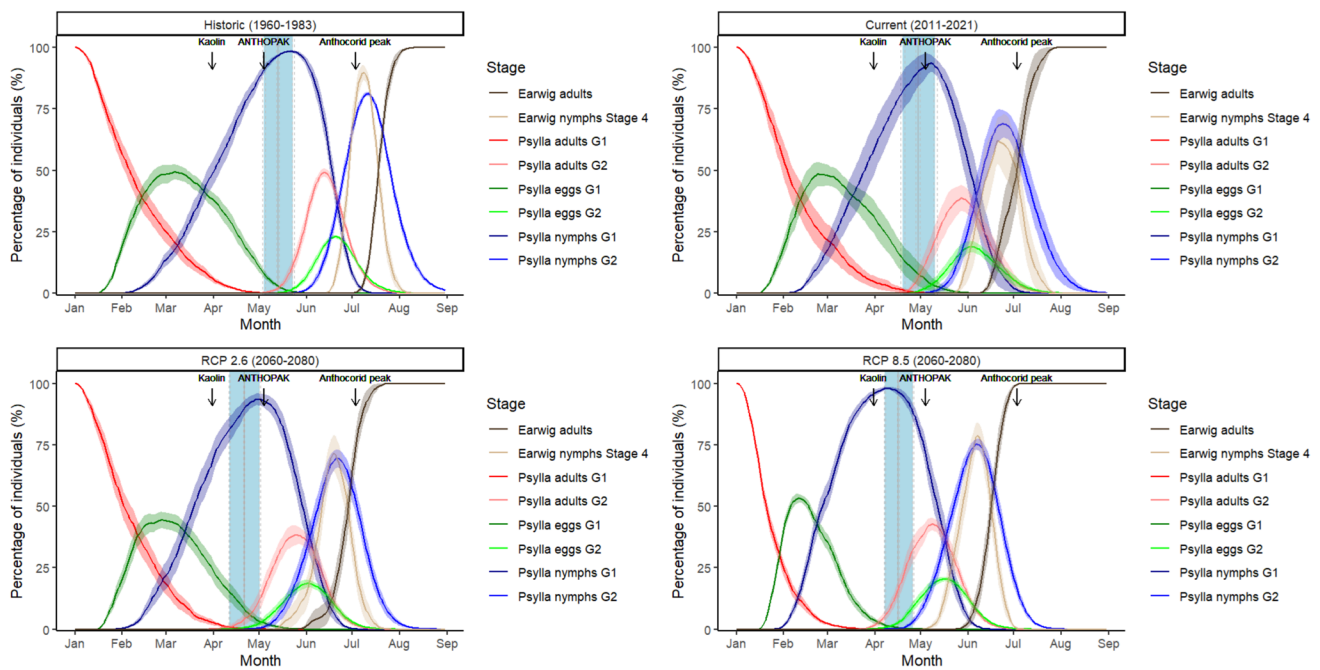 Historic (1960-1983)
Kaolin ANTHOPAK Anthocorid peak
Percentage of individuals (%)
100
75
50
25
0
Jan Feb Mar Apr May Jun Jul Aug Sep
Month
Stage
Earwig adults
Earwig nymphs Stage 4
Psylla adults G1
Psylla adults G2
Psylla eggs G1
Psylla eggs G2
Psylla nymphs G1
Psylla nymphs G2
Current (2011-2021)
Kaolin ANTHOPAK Anthocorid peak
Percentage of individuals (%)
100
75
50
25
0
Jan Feb Mar Apr May Jun Jul Aug Sep
Month
Stage
Earwig adults
Earwig nymphs Stage 4
Psylla adults G1
Psylla adults G2
Psylla eggs G1
Psylla eggs G2
Psylla nymphs G1
Psylla nymphs G2
RCP 2.6 (2060-2080)
Kaolin ANTHOPAK Anthocorid peak
Percentage of individuals (%)
100
75
50
25
0
Jan Feb Mar Apr May Jun Jul Aug Sep
Month
Stage
Earwig adults
Earwig nymphs Stage 4
Psylla adults G1
Psylla adults G2
Psylla eggs G1
Psylla eggs G2
Psylla nymphs G1
Psylla nymphs G2
RCP 8.5 (2060-2080)
Kaolin ANTHOPAK Anthocorid peak
Percentage of individuals (%)
100
75
50
25
0
Jan Feb Mar Apr May Jun Jul Aug Sep
Month
Stage
Earwig adults
Earwig nymphs Stage 4
Psylla adults G1
Psylla adults G2
Psylla eggs G1
Psylla eggs G2
Psylla nymphs G1
Psylla nymphs G2